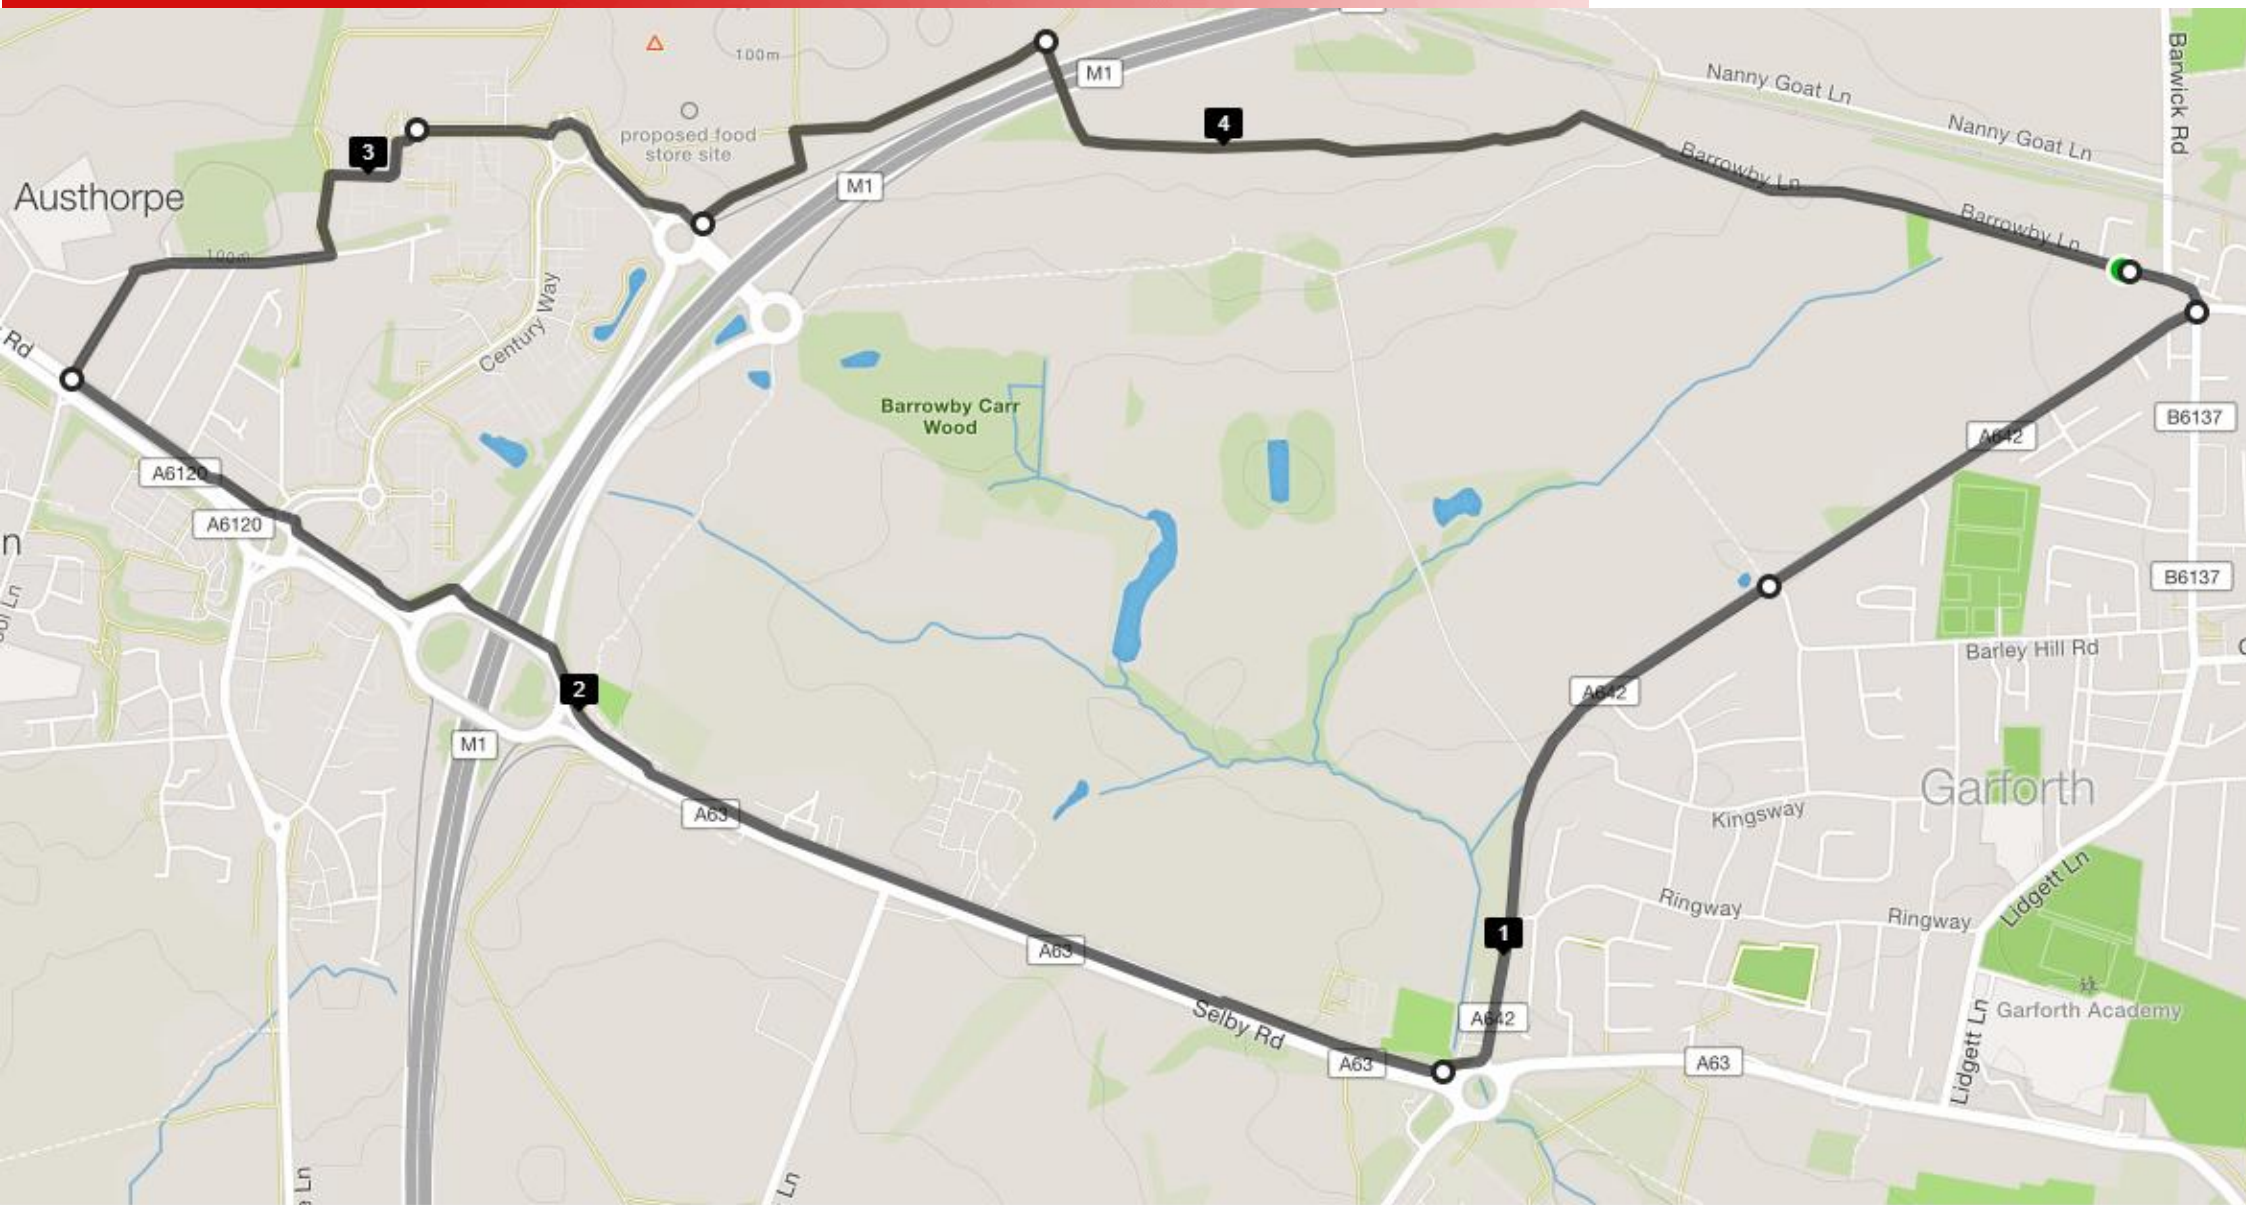 100m
M1
Nanny Goat Ln
Barwick Rd
proposed food
store site
4
Nanny Goat Ln
3
Barrowby Ln
Austhorpe
M1
Barrowby Ln
100m
Century Way
Rd
Barrowby Carr
Wood
B6137
A642
A6120
A6120
n
B6137
Barley Hill Rd
2
A642
M1
Garforth
Kingsway
A63
Lidgett Ln
Ringway
Ringway
1
A63
Selby Rd
A642
Garforth Academy
A63
A63
Lidgett Ln
Ln
Ln